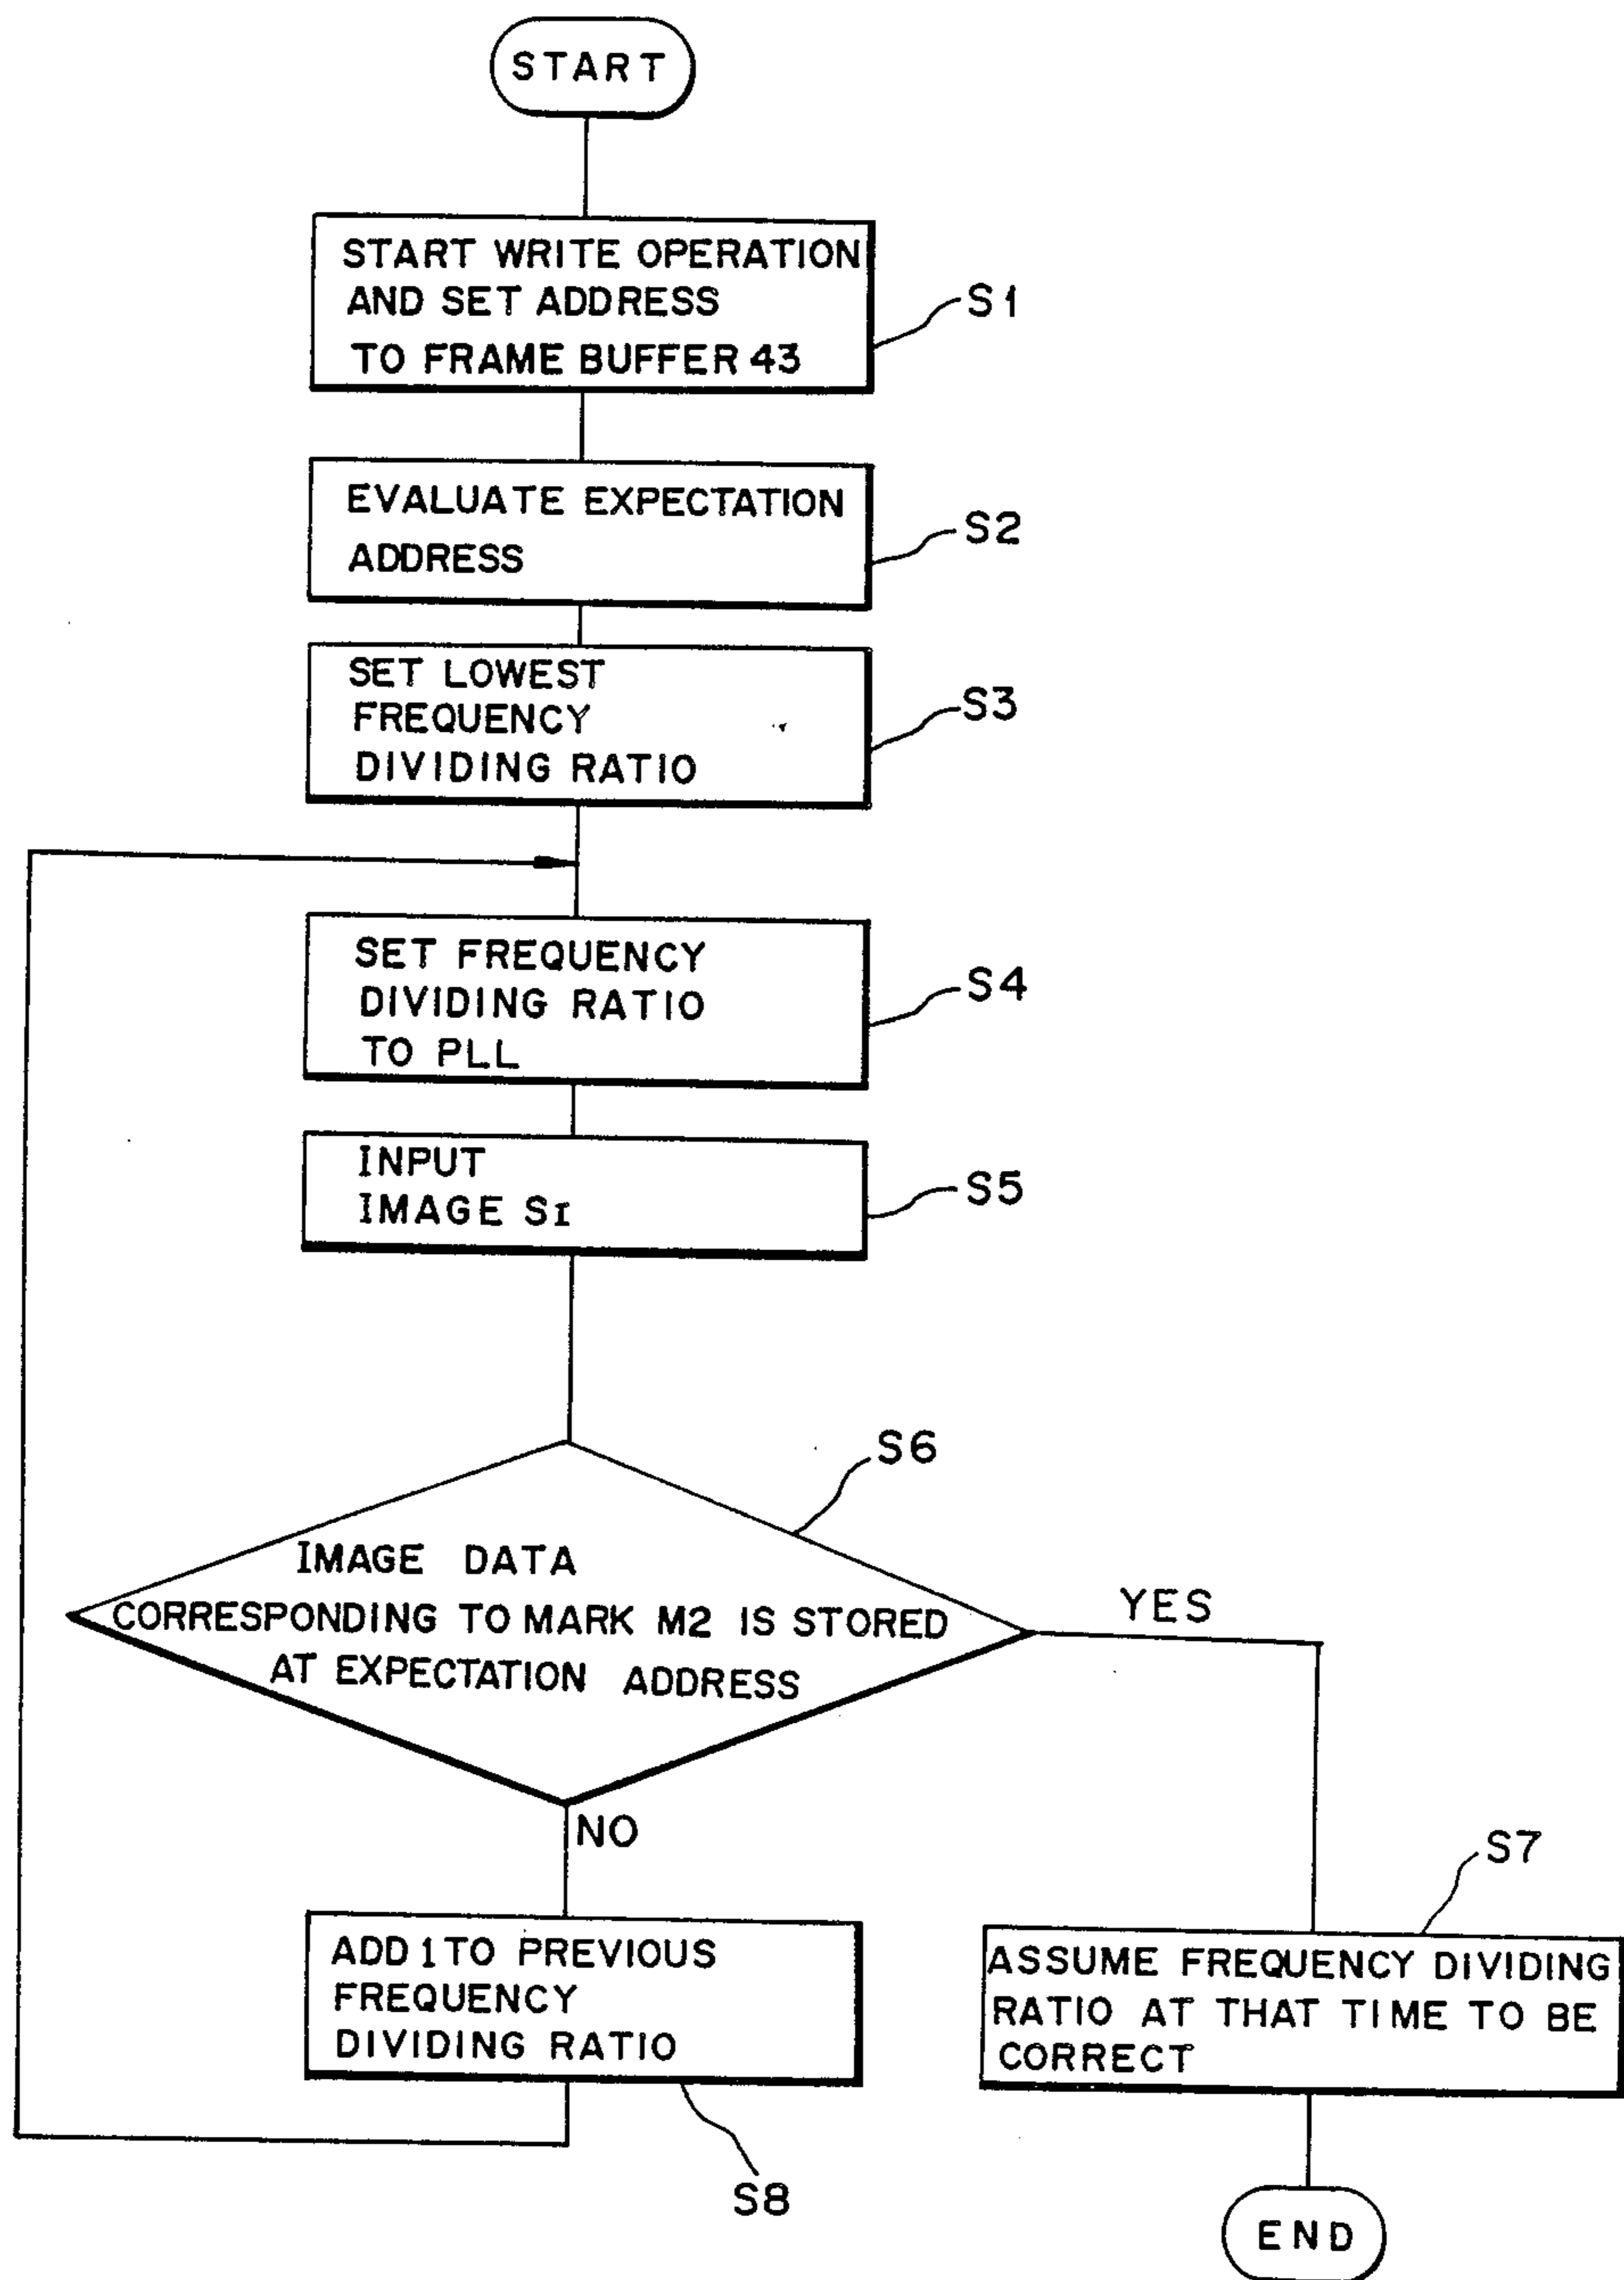 START
START WRITE OPERATION
AND SET ADDRESS
TO FRAME BUFFER 43
S1
EVALUATE EXPECTATION
ADDRESS
S2
SET LOWEST
FREQUENCY
DIVIDING RATIO
S3
SET FREQUENCY
DIVIDING RATIO
TO PLL
S4
INPUT
IMAGE SI
S5
S6
IMAGE DATA
CORRESPONDING TO MARK M2 IS STORED
AT EXPECTATION ADDRESS
YES
NO
S7
ADD 1 TO PREVIOUS
FREQUENCY
DIVIDING RATIO
S8
ASSUME FREQUENCY DIVIDING
RATIO AT THAT TIME TO BE
CORRECT
END